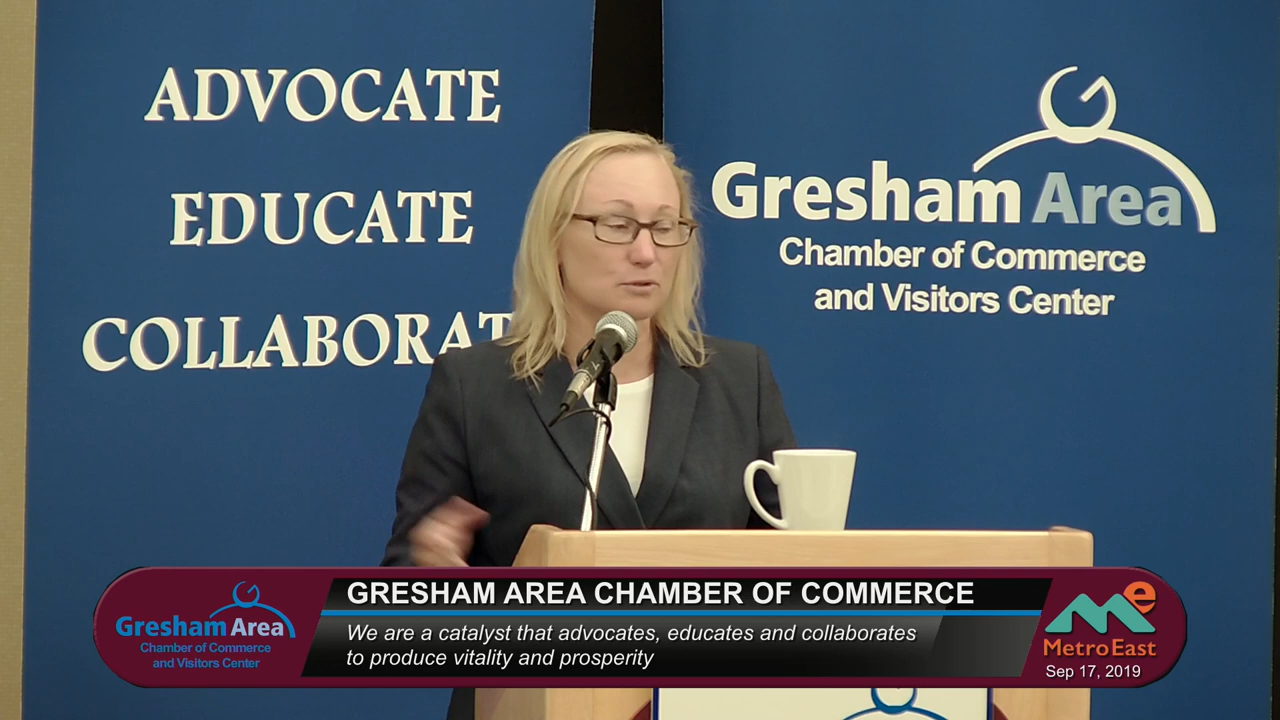 ADVOCATE
EDUCATE
COLLABORAT
Gresham Area
Chamber of Commerce
and Visitors Center
Gresham Area
Chamber of Commerce
and Visitors Center
GRESHAM AREA CHAMBER OF COMMERCE
We are a catalyst that advocates, educates and collaborates
to produce vitality and prosperity
Me
MetroEast
Sep 17, 2019